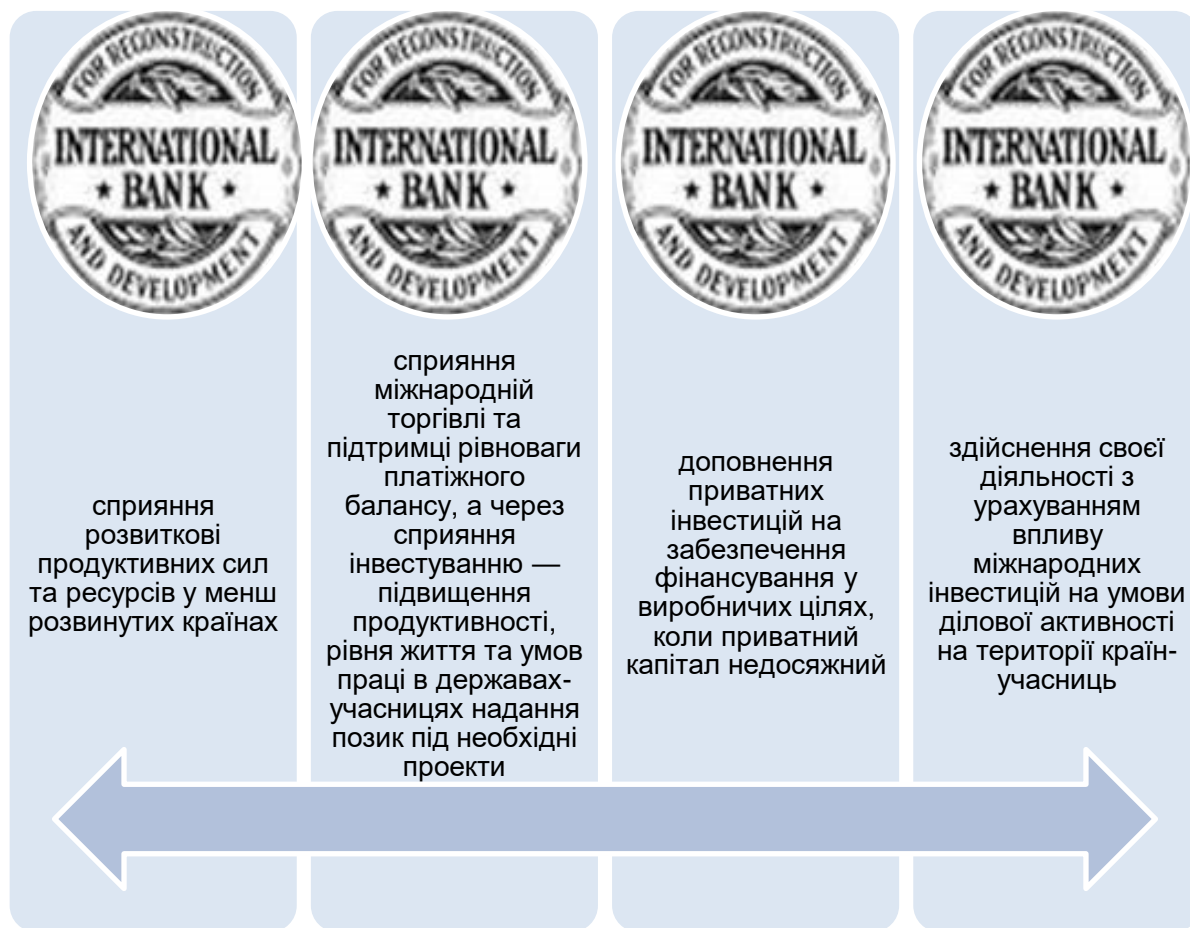 FOR RECONSTRUCTION
INTERNATIONAL
BANK
AND DEVELOPMENT
FOR RECONSTRUCTION
INTERNATIONAL
BANK
AND DEVELOPMENT
FOR RECONSTRUCTION
INTERNATIONAL
BANK
AND DEVELOPMENT
FOR RECONSTRUCTION
INTERNATIONAL
BANK
AND DEVELOPMENT
сприяння
розвиткові
продуктивних сил
та ресурсів у менш
розвинутих країнах
сприяння
міжнародній
торгівлі та
підтримці рівноваги
платіжного
балансу, а через
сприяння
інвестуванню —
підвищення
продуктивності,
рівня життя та умов
праці в державах-
учасницях надання
позик під необхідні
проекти
доповнення
приватних
інвестицій на
забезпечення
фінансування у
виробничих цілях,
коли приватний
капітал недосяжний
здійснення своєї
діяльності з
урахуванням
впливу
міжнародних
інвестицій на умови
ділової активності
на території країн-
учасниць